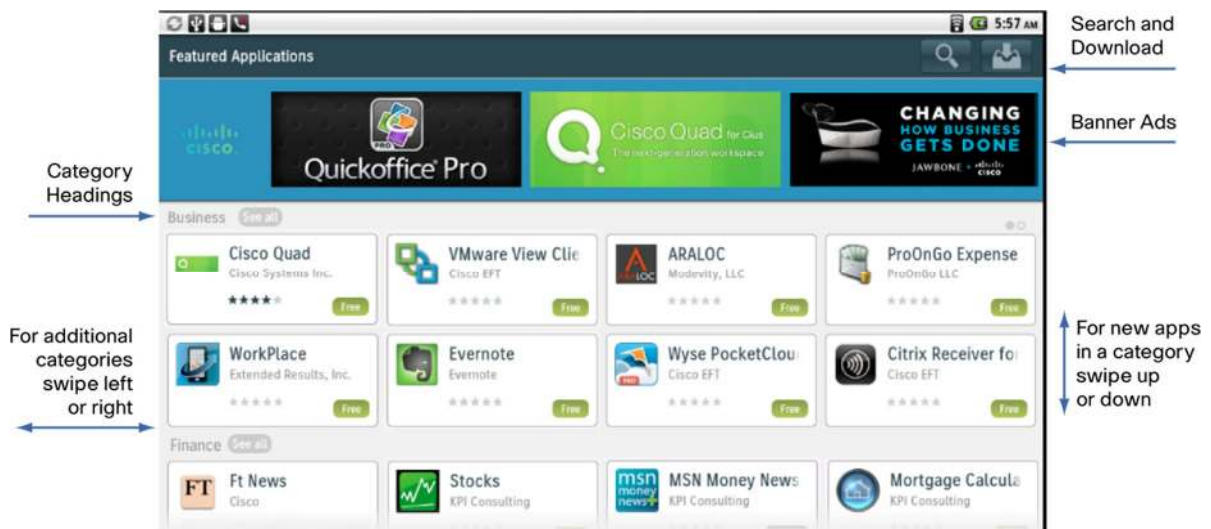 5:57 AM
Featured Applications
Search and
Download
CISCO.
PRO
Quickoffice Pro
Cisco Quad for Cius
The next-generation workspace
CHANGING
HOW BUSINESS
GETS DONE
JAWBONE
CISCO
Banner Ads
Category
Headings
Business See all
Cisco Quad
Cisco Systems Inc.
Free
VMware View Clie
Cisco EFT
Free
ARALOC
ARALOC
Modevity, LLC
Free
ProOnGo Expense
ProOnGo LLC
Free
For additional
categories
swipe left
or right
WorkPlace
Extended Results, Inc.
Free
Evernote
Evernote
Free
PRO
Wyse PocketClou
Cisco EFT
Free
Citrix Receiver fo
Cisco EFT
Free
For new apps
in a category
swipe up
or down
Finance See all
FT
Ft News
Cisco
Stocks
KPI Consulting
msn
money
news+
MSN Money News
KPI Consulting
Mortgage Calcula
KPI Consulting